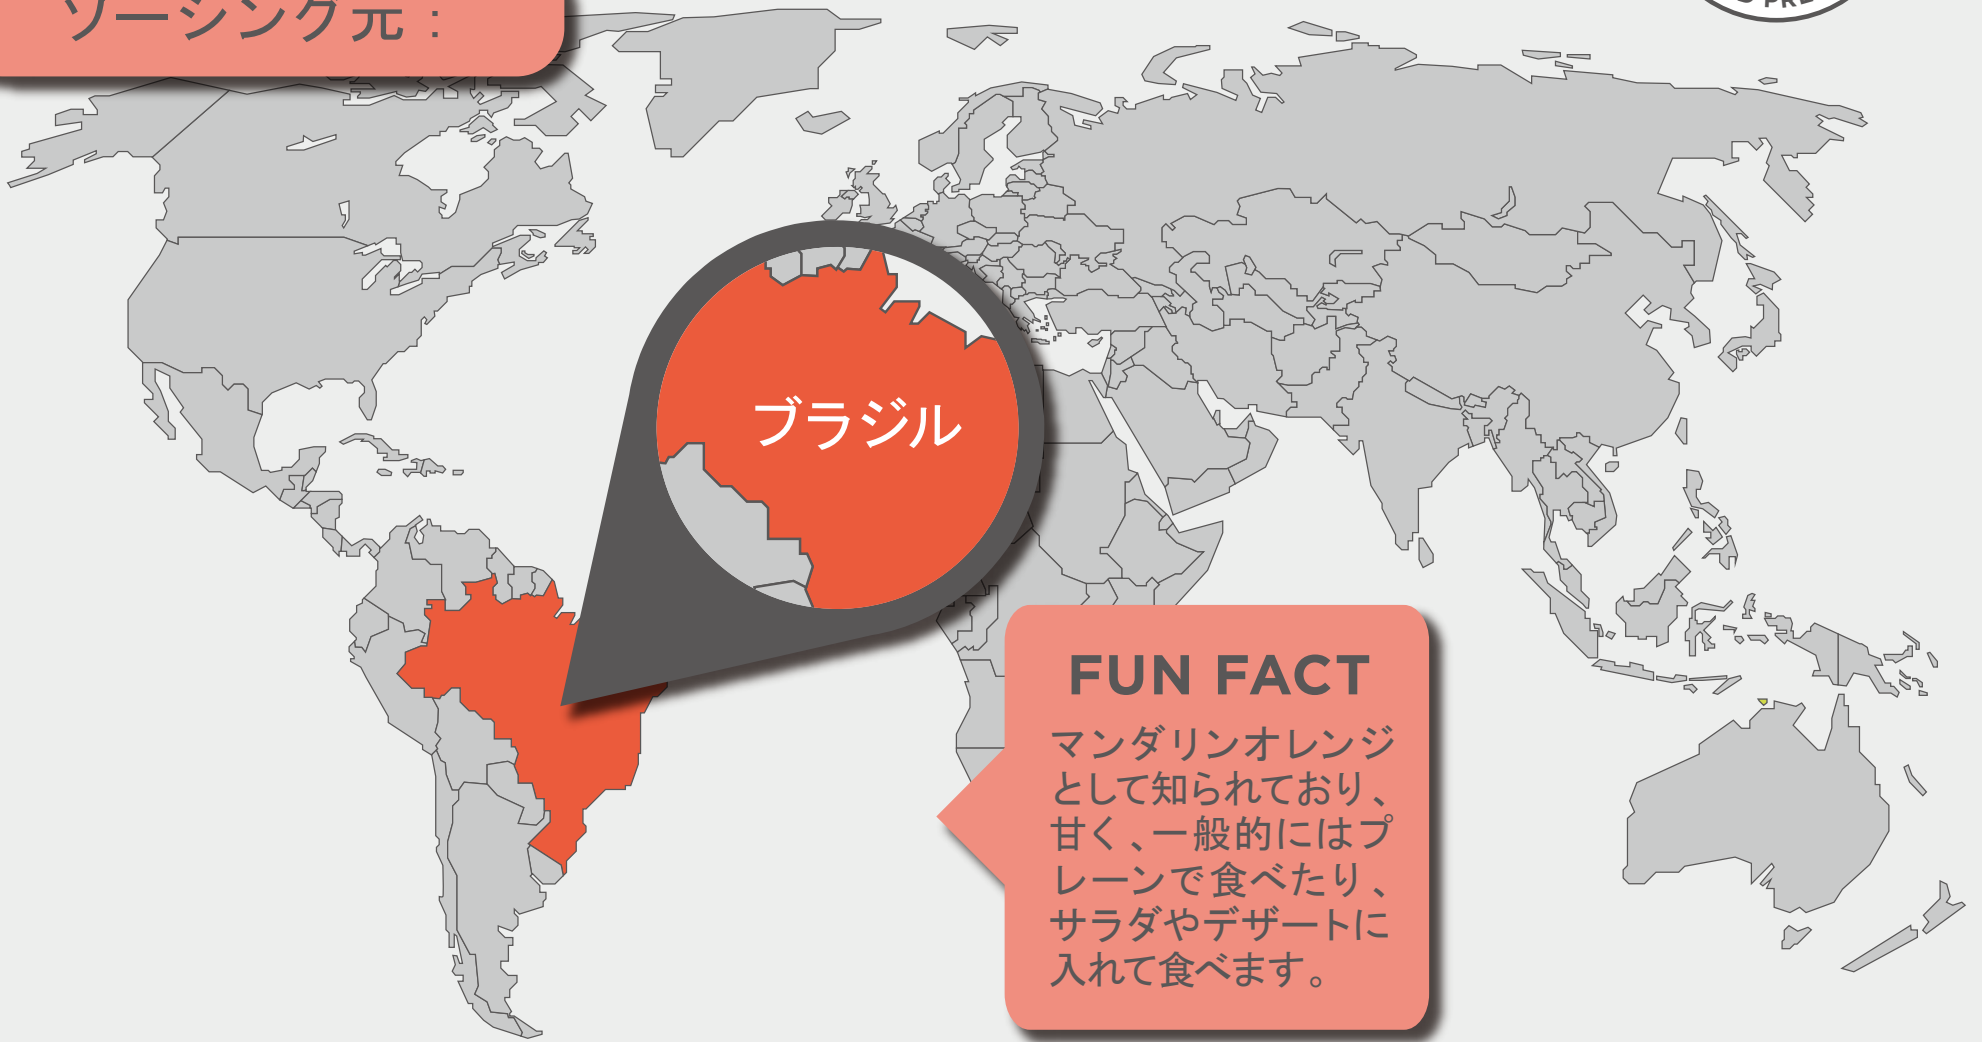 ソーシング元：
ブラジル
FUN FACT
マンダリンオレンジ
として知られており、
甘く、一般的にはプ
レーンで食べたり、
サラダやデザートに
入れて食べます。